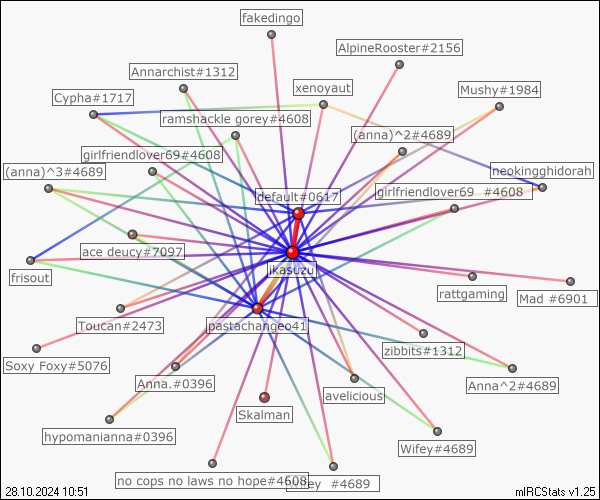 fakedingo
AlpineRooster#2156
Annarchist#1312
xenoyaut
Mushy#1984
Cypha#1717
ramshackle gorey#4608
(anna)^2#4689
girlfriendlover69#4608
(anna)^3#4689
neokingghidorah
default#0617
girlfriendlover69 #4608
ace deucy#7097
jkasuzu
frisout
rattgaming
Mad #6901
Toucan#2473
pastachangeo41
zibbits#1312
Soxy Foxy#5076
Anna.#0396
Anna^2#4689
avelicious
Skalman
hypomanianna#0396
Wifey#4689
no cops no laws no hope#4608
#4689
28.10.2024 10:51
mIRCStats v1.25